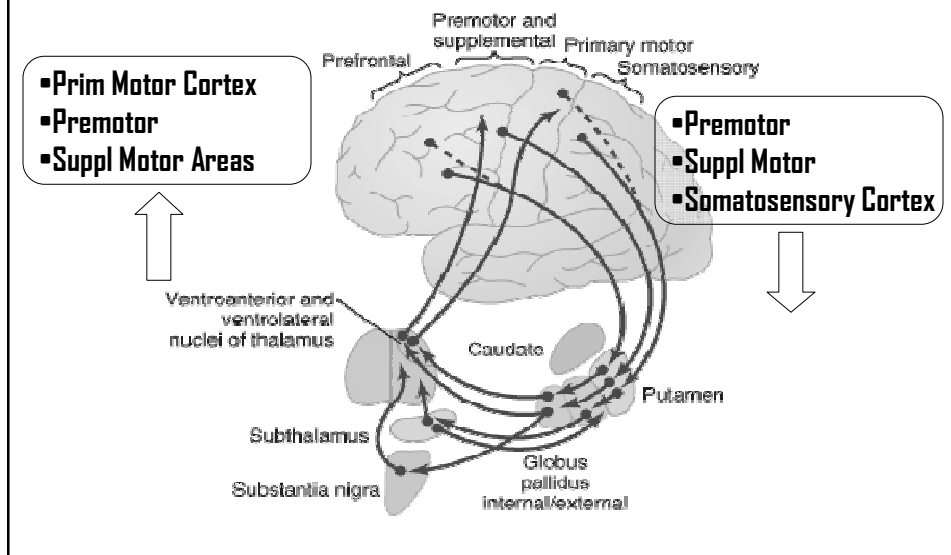 Premotor and
supplemental
Primary motor
Prefrontal
Somatosensory
•Prim Motor Cortex
•Premotor
•Suppl Motor Areas
•Premotor
•Suppl Motor
•Somatosensory Cortex
Ventroanterior and
ventrolateral
nuclei of thalamus
Caudate
Putamen
Subthalamus
Globus
pallidus
internal/external
Substantia nigra